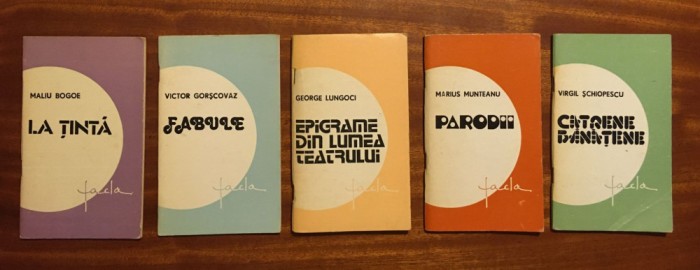 MALIU BOGOE
LA ȚINTĂ
facla
VICTOR GORȘCOVAZ
FABULE
facla
GEORGE LUNGOCI
EPIGRAME
DIN LUMEA
TEATRULUI
facla
MARIUS MUNTEANU
PARODII
facla
VIRGIL ȘCHIOPESCU
CATRENE
BĂNĂȚENE
facla